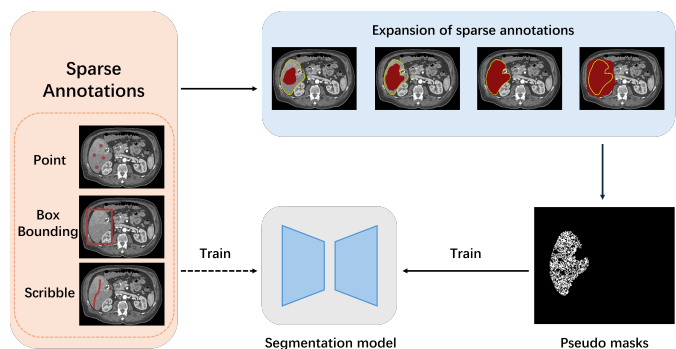 Sparse
Annotations
Point
Box
Bounding
Scribble
Expansion of sparse annotations
Train
Train
Segmentation model
Pseudo masks